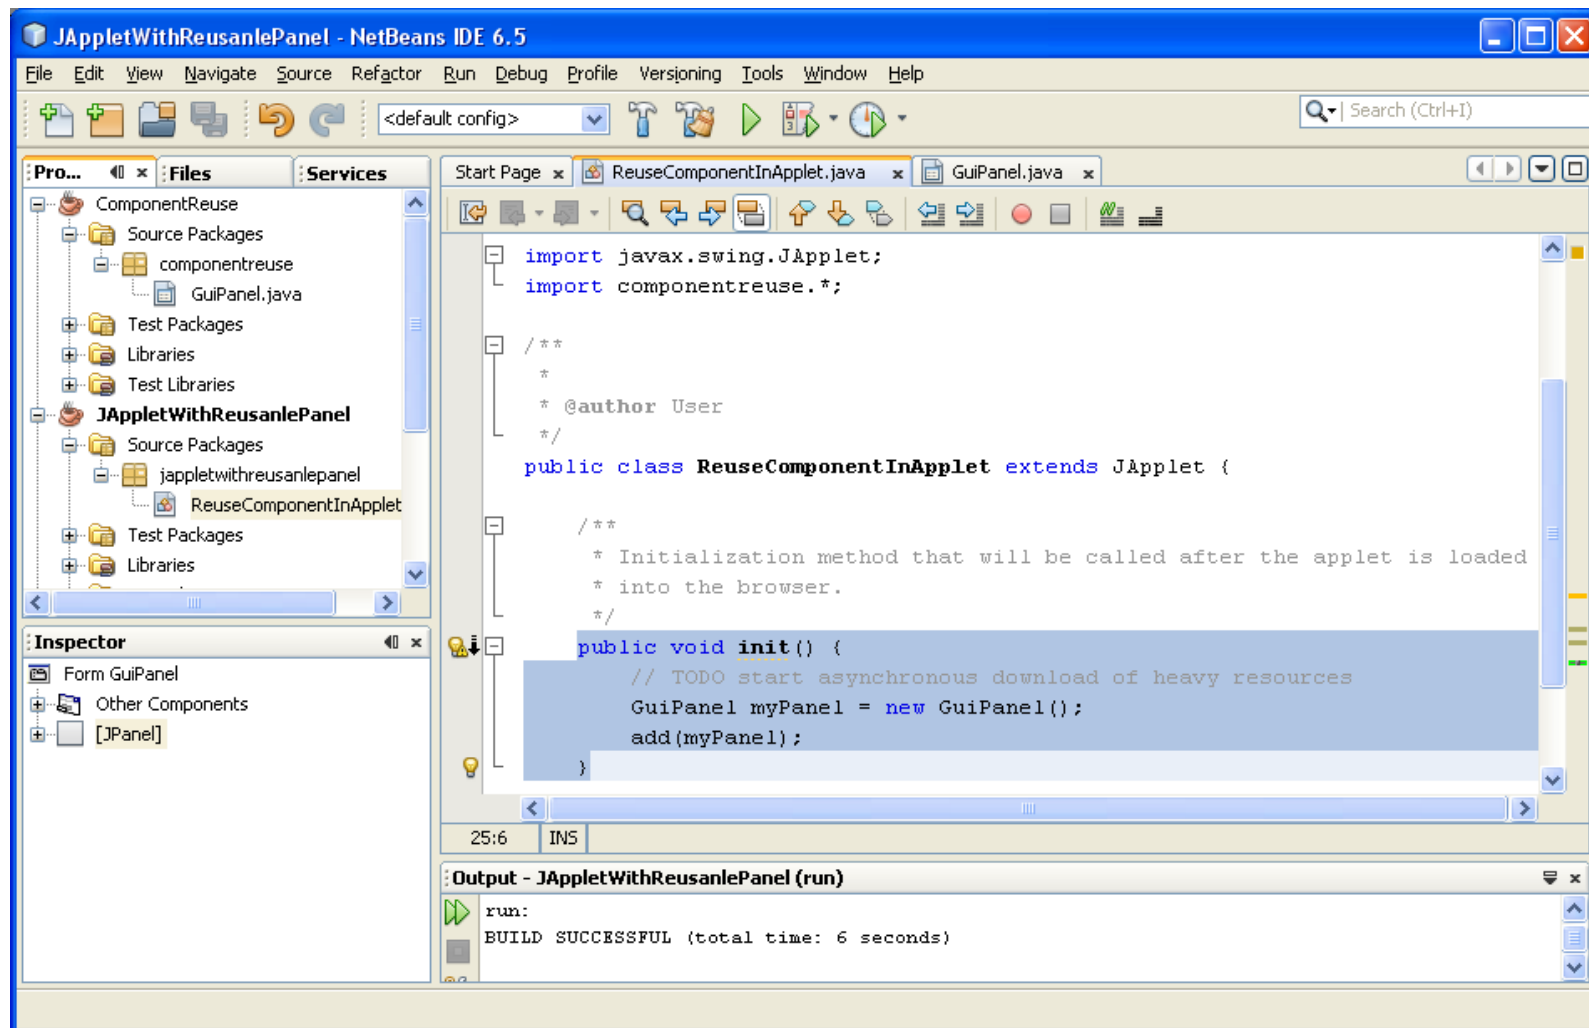 JAppletWithReusanlePanel - NetBeans IDE 6.5
File Edit View Navigate Source Refactor Run Debug Profile Versioning Tools Window Help
<default config>
Search (Ctrl+I)
Pro... Files Services
ComponentReuse
Source Packages
componentreuse
GuiPanel.java
Test Packages
Libraries
Test Libraries
JAppletWithReusanlePanel
Source Packages
jappletwithreusanlepanel
ReuseComponentInApplet
Test Packages
Libraries
Inspector
Form GuiPanel
Other Components
[JPanel]
Start Page ReuseComponentInApplet.java GuiPanel.java
import javax.swing.JApplet;
import componentreuse.*;
/**
*
* @author User
*/
public class ReuseComponentInApplet extends JApplet {
/**
* Initialization method that will be called after the applet is loaded
* into the browser.
*/
public void init() {
// TODO start asynchronous download of heavy resources
GuiPanel myPanel = new GuiPanel();
add(myPanel);
}
25:6 INS
Output - JAppletWithReusanlePanel (run)
run:
BUILD SUCCESSFUL (total time: 6 seconds)